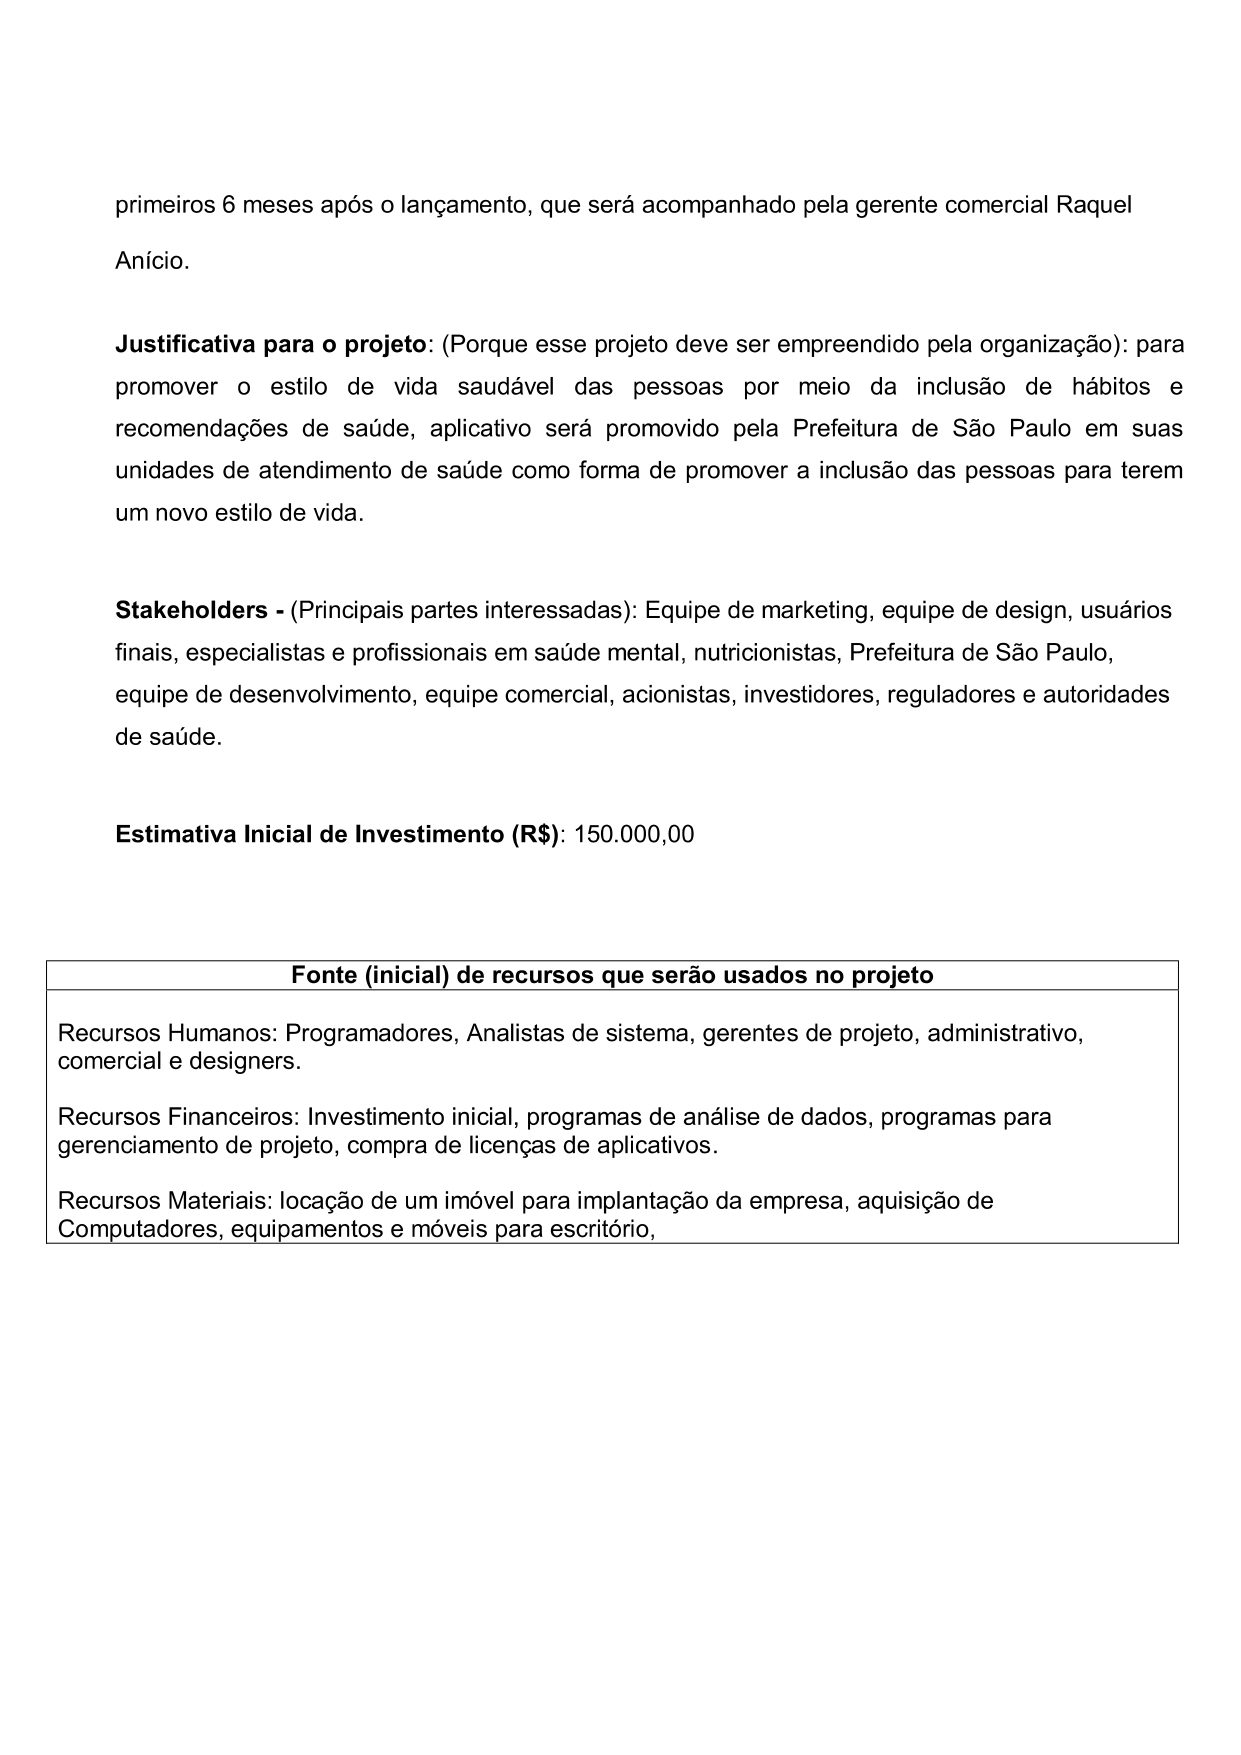 primeiros 6 meses após o lançamento, que será acompanhado pela gerente comercial Raquel
Anício.
Justificativa para o projeto: (Porque esse projeto deve ser empreendido pela organização): para
promover o estilo de vida saudável das pessoas por meio da inclusão de hábitos e
recomendações de saúde, aplicativo será promovido pela Prefeitura de São Paulo em suas
unidades de atendimento de saúde como forma de promover a inclusão das pessoas para terem
um novo estilo de vida.
Stakeholders - (Principais partes interessadas): Equipe de marketing, equipe de design, usuários
finais, especialistas e profissionais em saúde mental, nutricionistas, Prefeitura de São Paulo,
equipe de desenvolvimento, equipe comercial, acionistas, investidores, reguladores e autoridades
de saúde.
Estimativa Inicial de Investimento (R$): 150.000,00
Fonte (inicial) de recursos que serão usados no projeto
Recursos Humanos: Programadores, Analistas de sistema, gerentes de projeto, administrativo,
comercial e designers.
Recursos Financeiros: Investimento inicial, programas de análise de dados, programas para
gerenciamento de projeto, compra de licenças de aplicativos.
Recursos Materiais: locação de um imóvel para implantação da empresa, aquisição de
Computadores, equipamentos e móveis para escritório,